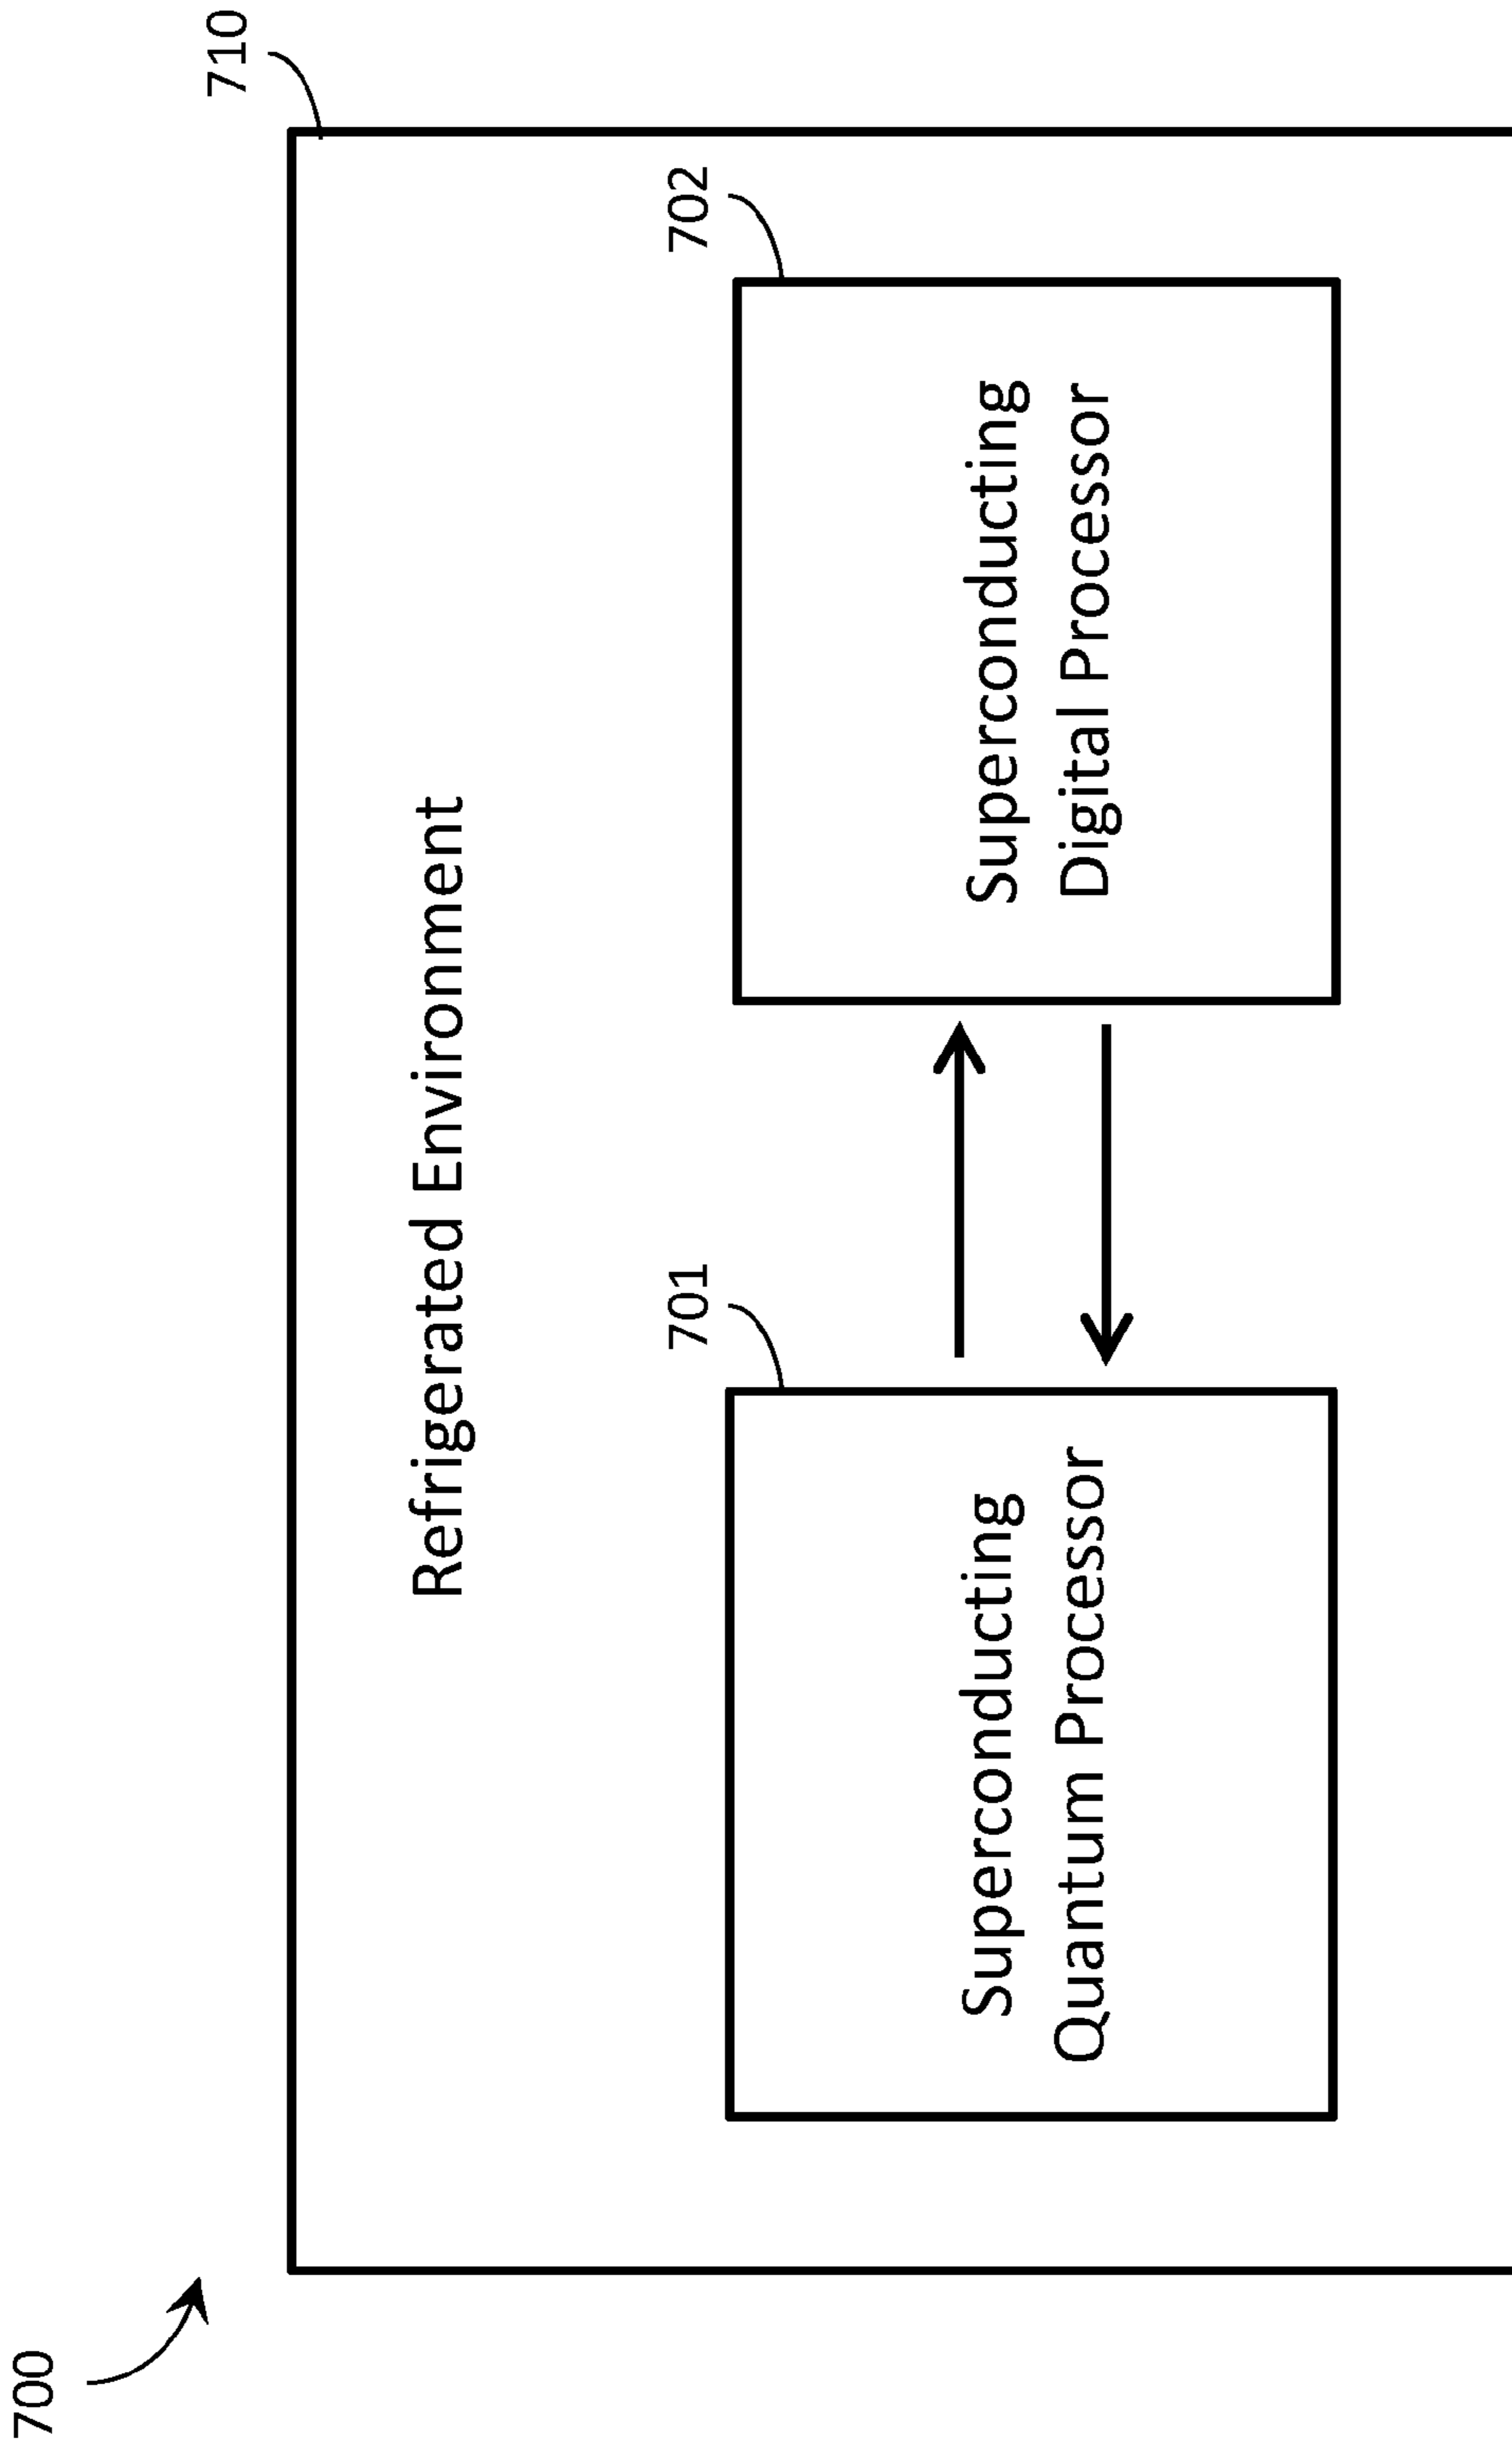 700
710
Refrigerated Environment
701
702
Superconducting
Quantum Processor
Superconducting
Digital Processor